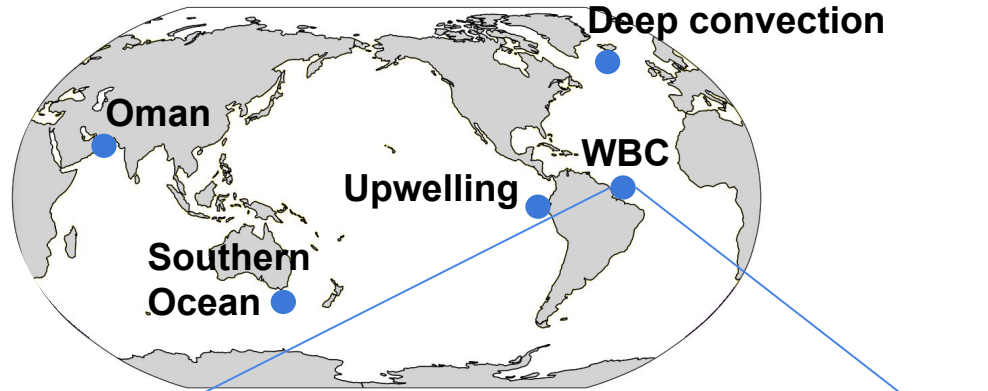 Deep convection
Oman
WBC
Upwelling
Southern
Ocean